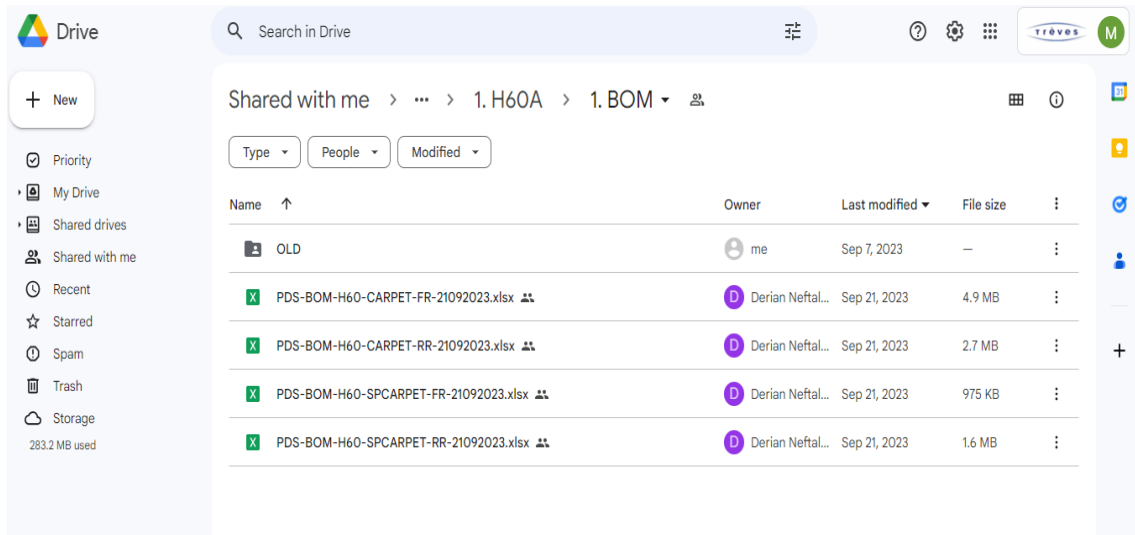 Drive
Search in Drive
Trèves
M
New
Shared with me > ... > 1. H60A > 1. BOM
31
Type
People
Modified
Priority
My Drive
Shared drives
Shared with me
Recent
Starred
Spam
Trash
Storage
283.2 MB used
Name Owner Last modified File size
OLD me Sep 7, 2023 —
X PDS-BOM-H60-CARPET-FR-21092023.xlsx D Derian Neftal... Sep 21, 2023 4.9 MB
X PDS-BOM-H60-CARPET-RR-21092023.xlsx D Derian Neftal... Sep 21, 2023 2.7 MB
X PDS-BOM-H60-SPCARPET-FR-21092023.xlsx D Derian Neftal... Sep 21, 2023 975 KB
X PDS-BOM-H60-SPCARPET-RR-21092023.xlsx D Derian Neftal... Sep 21, 2023 1.6 MB